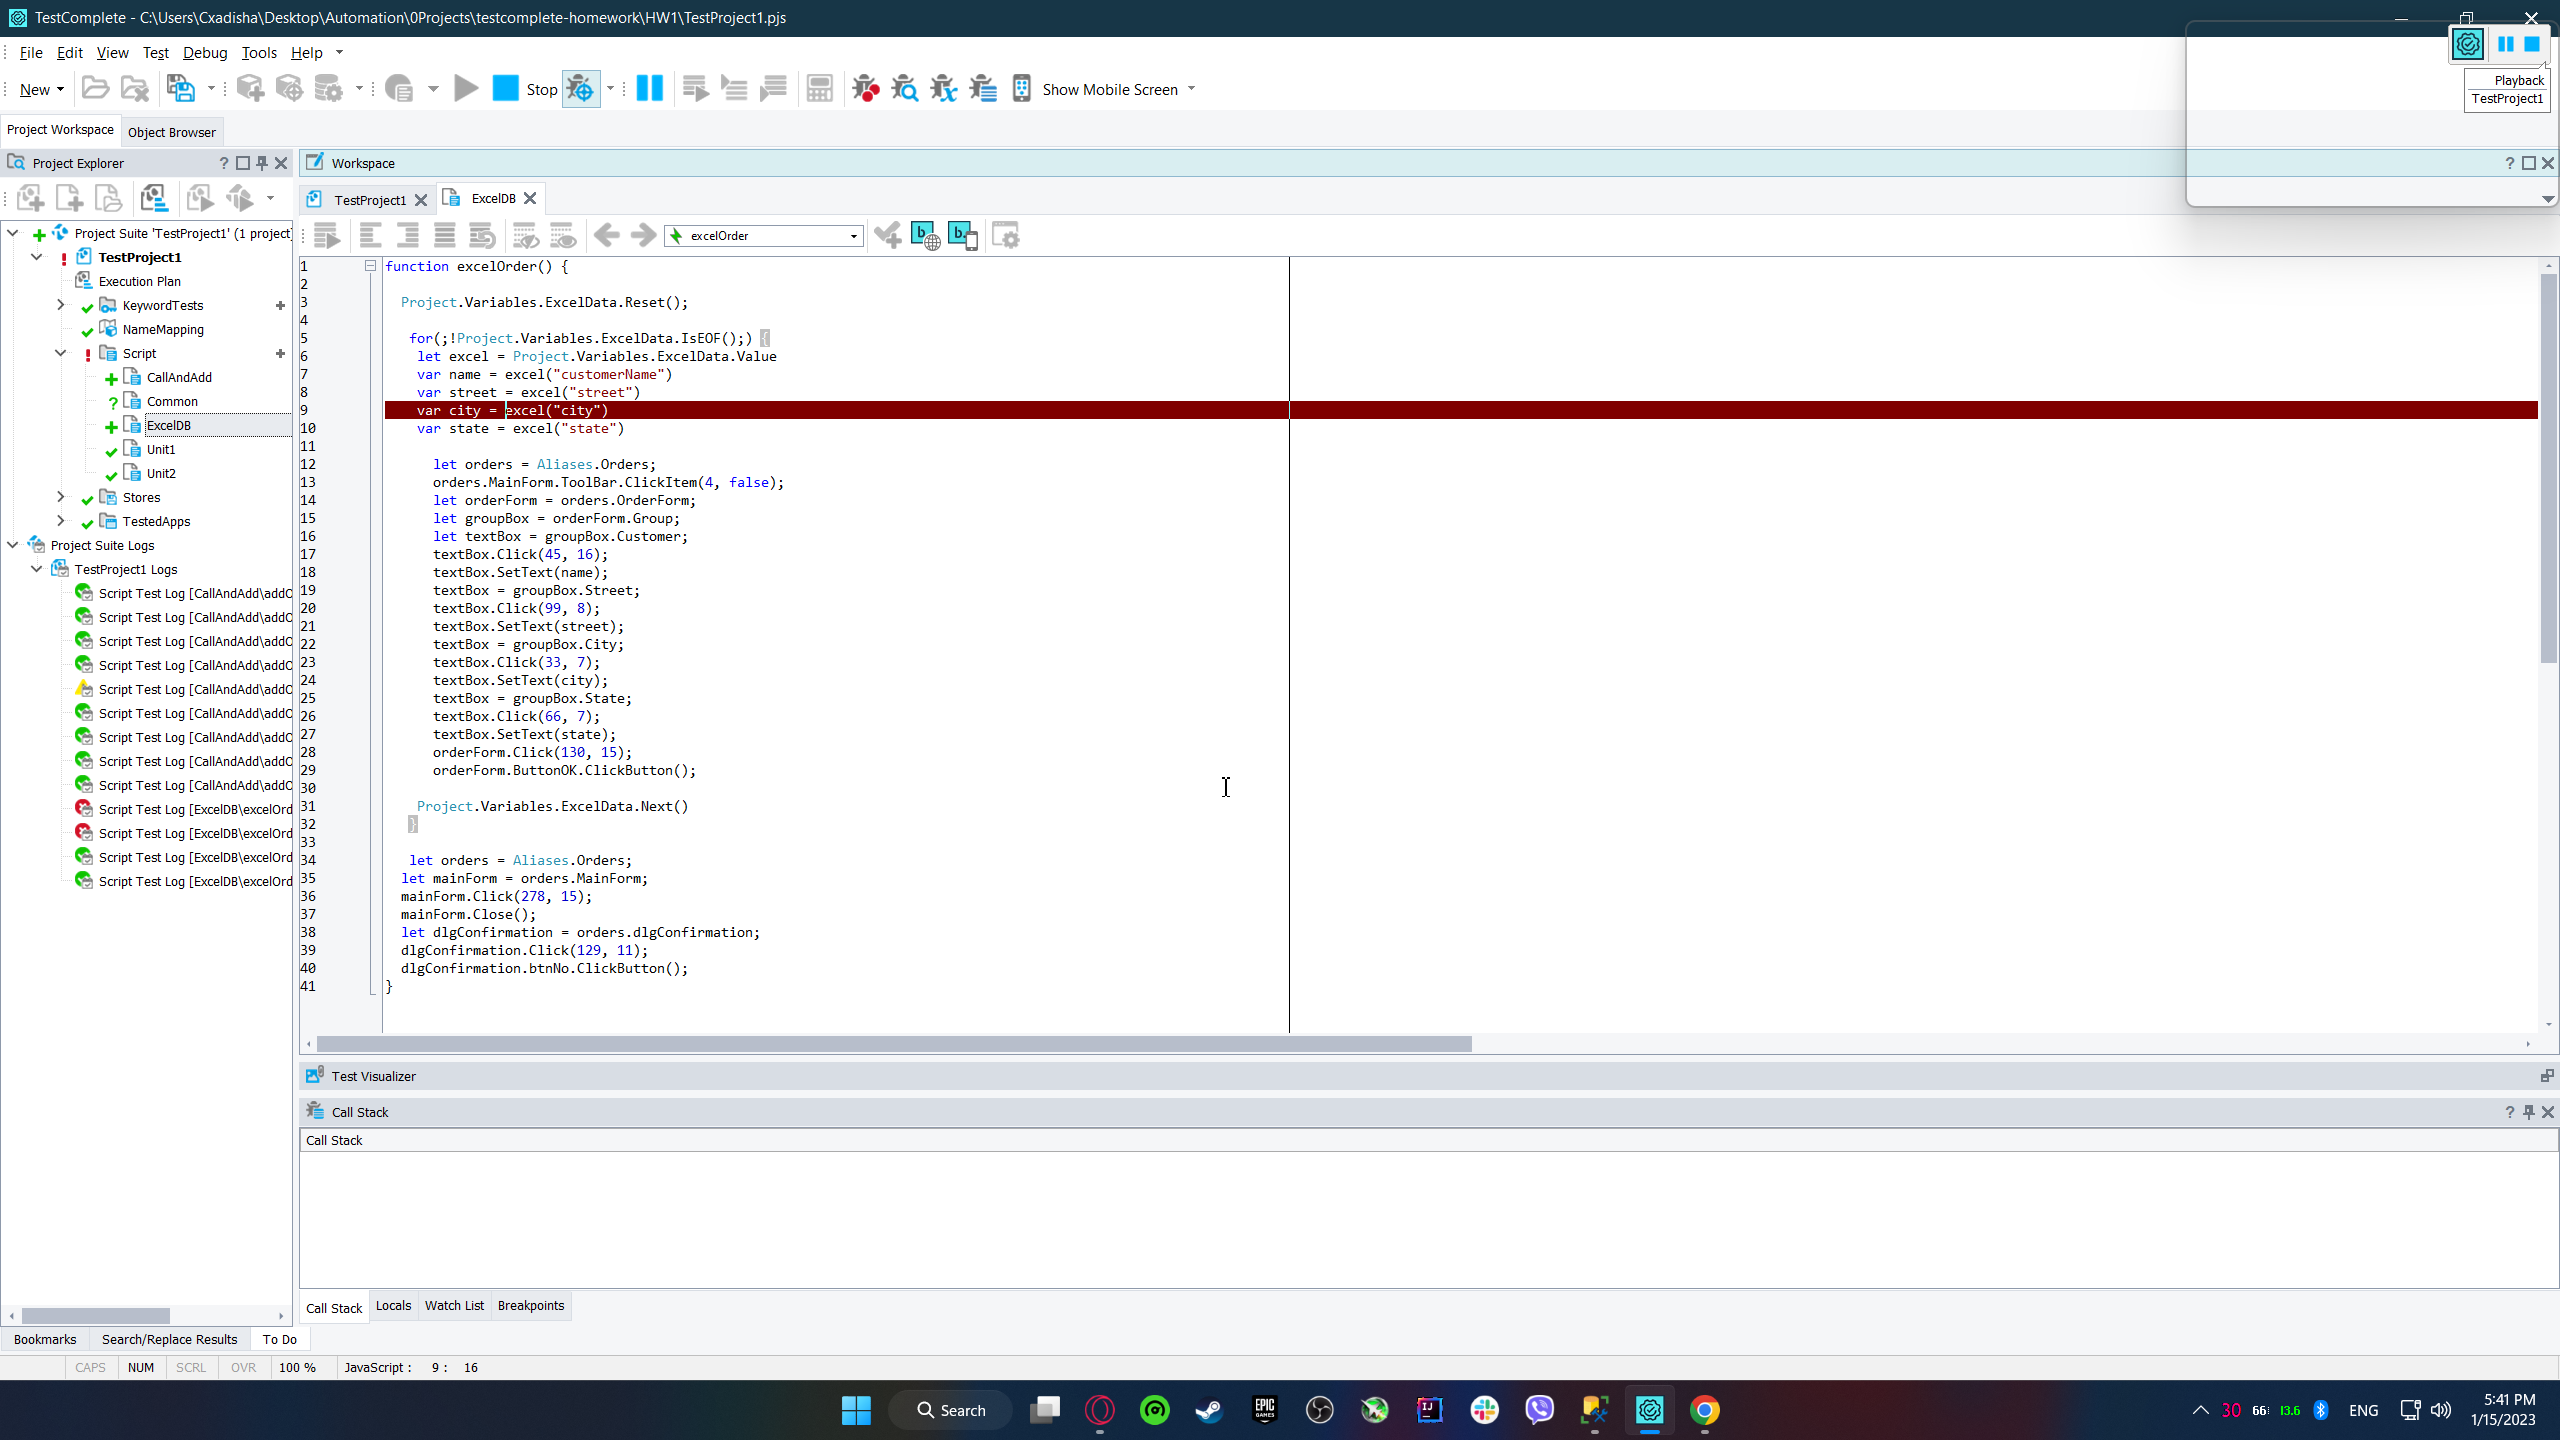 TestComplete - C:\Users\Cxadisha\Desktop\Automation\0Projects\testcomplete-homework\HW1\TestProject1.pjs
File Edit View Test Debug Tools Help
New Stop Show Mobile Screen
Playback
TestProject1
Project Workspace Object Browser
Project Explorer
Workspace
TestProject1 ExcelDB
excelOrder
Project Suite 'TestProject1' (1 project
TestProject1
Execution Plan
KeywordTests
NameMapping
Script
CallAndAdd
Common
ExcelDB
Unit1
Unit2
Stores
TestedApps
Project Suite Logs
TestProject1 Logs
Script Test Log [CallAndAdd\addO
Script Test Log [CallAndAdd\addO
Script Test Log [CallAndAdd\addO
Script Test Log [CallAndAdd\addO
Script Test Log [CallAndAdd\addO
Script Test Log [CallAndAdd\addO
Script Test Log [CallAndAdd\addO
Script Test Log [CallAndAdd\addO
Script Test Log [CallAndAdd\addO
Script Test Log [ExcelDB\excelOrd
Script Test Log [ExcelDB\excelOrd
Script Test Log [ExcelDB\excelOrd
Script Test Log [ExcelDB\excelOrd
1 function excelOrder() {
2
3 Project.Variables.ExcelData.Reset();
4
5 for(;!Project.Variables.ExcelData.IsEOF();) {
6 let excel = Project.Variables.ExcelData.Value
7 var name = excel("customerName")
8 var street = excel("street")
9 var city = excel("city")
10 var state = excel("state")
11
12 let orders = Aliases.Orders;
13 orders.MainForm.ToolBar.ClickItem(4, false);
14 let orderForm = orders.OrderForm;
15 let groupBox = orderForm.Group;
16 let textBox = groupBox.Customer;
17 textBox.Click(45, 16);
18 textBox.SetText(name);
19 textBox = groupBox.Street;
20 textBox.Click(99, 8);
21 textBox.SetText(street);
22 textBox = groupBox.City;
23 textBox.Click(33, 7);
24 textBox.SetText(city);
25 textBox = groupBox.State;
26 textBox.Click(66, 7);
27 textBox.SetText(state);
28 orderForm.Click(130, 15);
29 orderForm.ButtonOK.ClickButton();
30
31 Project.Variables.ExcelData.Next()
32 }
33
34 let orders = Aliases.Orders;
35 let mainForm = orders.MainForm;
36 mainForm.Click(278, 15);
37 mainForm.Close();
38 let dlgConfirmation = orders.dlgConfirmation;
39 dlgConfirmation.Click(129, 11);
40 dlgConfirmation.btnNo.ClickButton();
41 }
Test Visualizer
Call Stack
Call Stack
Call Stack Locals Watch List Breakpoints
Bookmarks Search/Replace Results To Do
CAPS NUM SCRL OVR 100 % JavaScript : 9 : 16
Search
EPIC GAMES
IJ
30 66 13.6 ENG
5:41 PM
1/15/2023